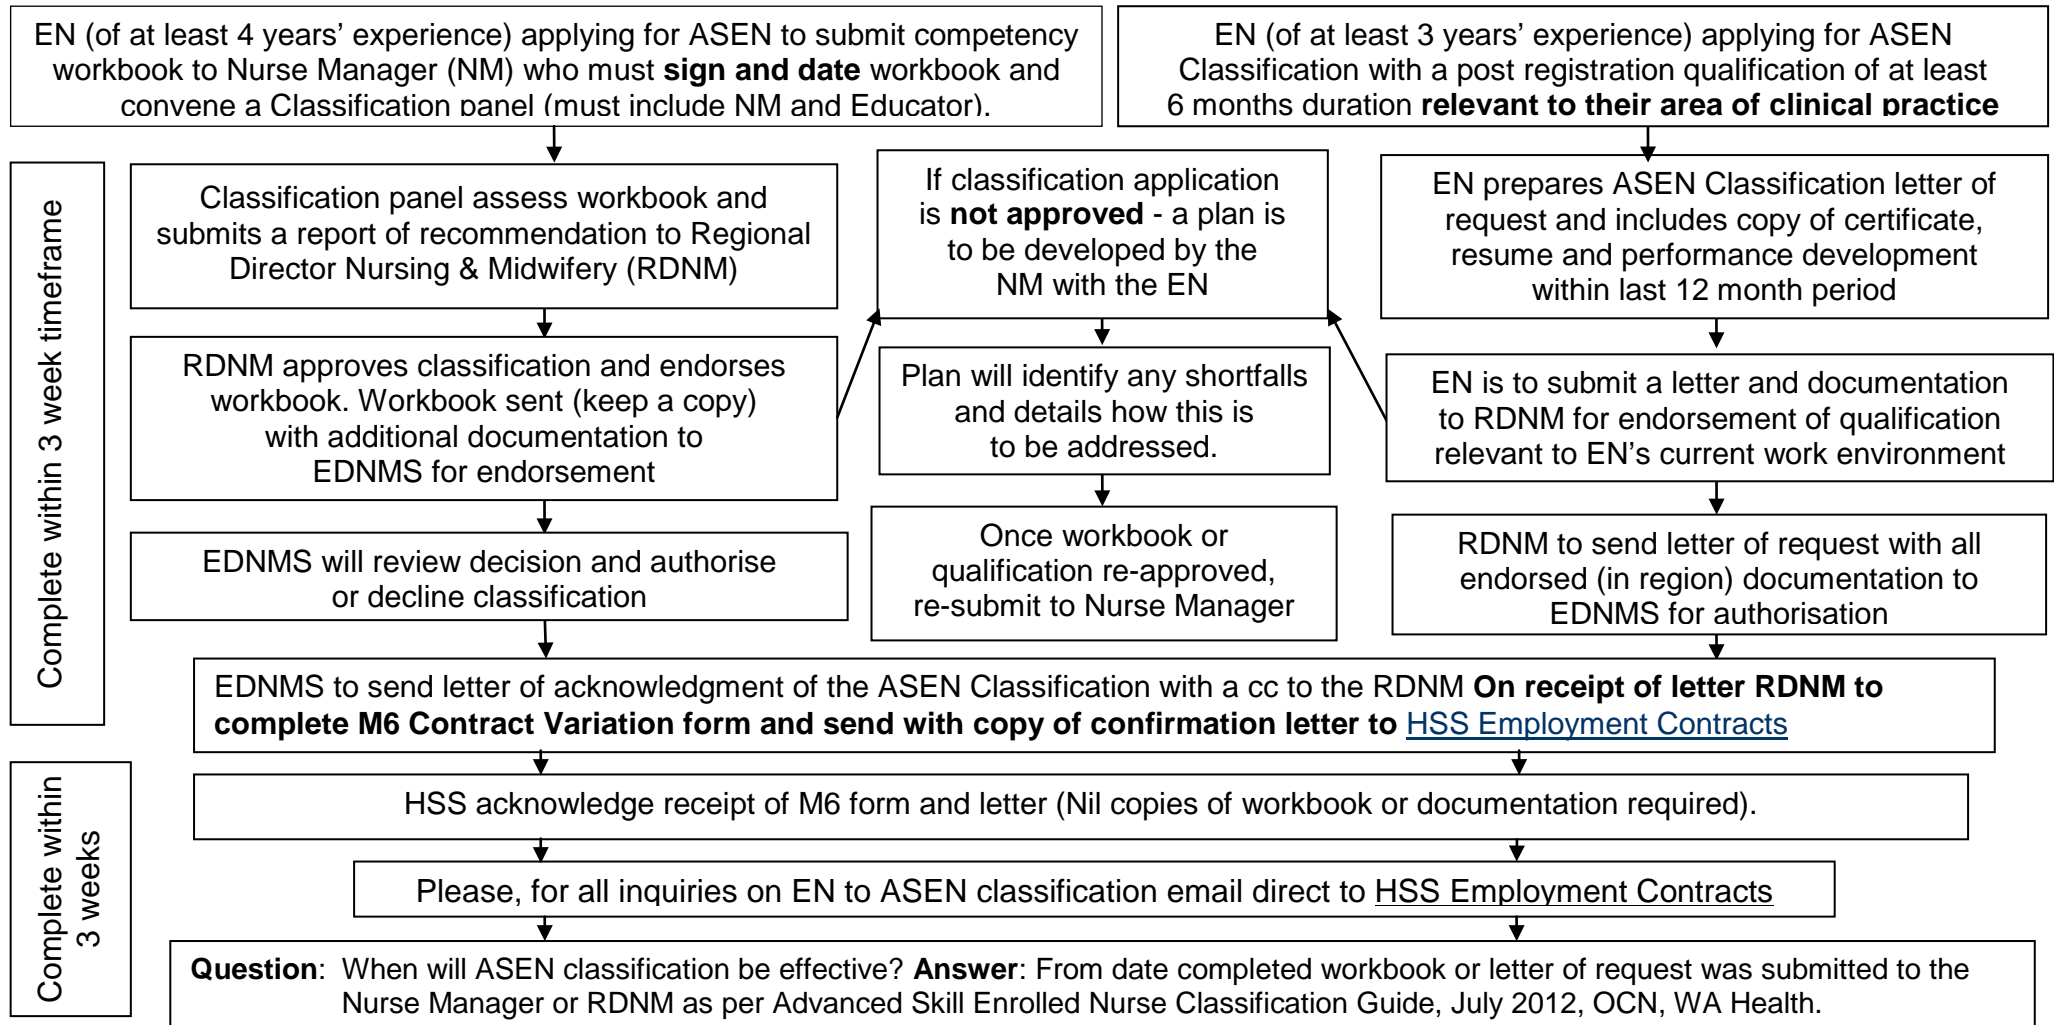 EN (of at least 4 years’ experience) applying for ASEN to submit competency
workbook to Nurse Manager (NM) who must sign and date workbook and
convene a Classification panel (must include NM and Educator).
EN (of at least 3 years’ experience) applying for ASEN
Classification with a post registration qualification of at least
6 months duration relevant to their area of clinical practice
Complete within 3 week timeframe
Classification panel assess workbook and
submits a report of recommendation to Regional
Director Nursing & Midwifery (RDNM)
RDNM approves classification and endorses
workbook. Workbook sent (keep a copy)
with additional documentation to
EDNMS for endorsement
EDNMS will review decision and authorise
or decline classification
If classification application
is not approved - a plan is
to be developed by the
NM with the EN
Plan will identify any shortfalls
and details how this is
to be addressed.
Once workbook or
qualification re-approved,
re-submit to Nurse Manager
EN prepares ASEN Classification letter of
request and includes copy of certificate,
resume and performance development
within last 12 month period
EN is to submit a letter and documentation
to RDNM for endorsement of qualification
relevant to EN’s current work environment
RDNM to send letter of request with all
endorsed (in region) documentation to
EDNMS for authorisation
EDNMS to send letter of acknowledgment of the ASEN Classification with a cc to the RDNM On receipt of letter RDNM to
complete M6 Contract Variation form and send with copy of confirmation letter to HSS Employment Contracts
Complete within
3 weeks
HSS acknowledge receipt of M6 form and letter (Nil copies of workbook or documentation required).
Please, for all inquiries on EN to ASEN classification email direct to HSS Employment Contracts
Question: When will ASEN classification be effective? Answer: From date completed workbook or letter of request was submitted to the
Nurse Manager or RDNM as per Advanced Skill Enrolled Nurse Classification Guide, July 2012, OCN, WA Health.